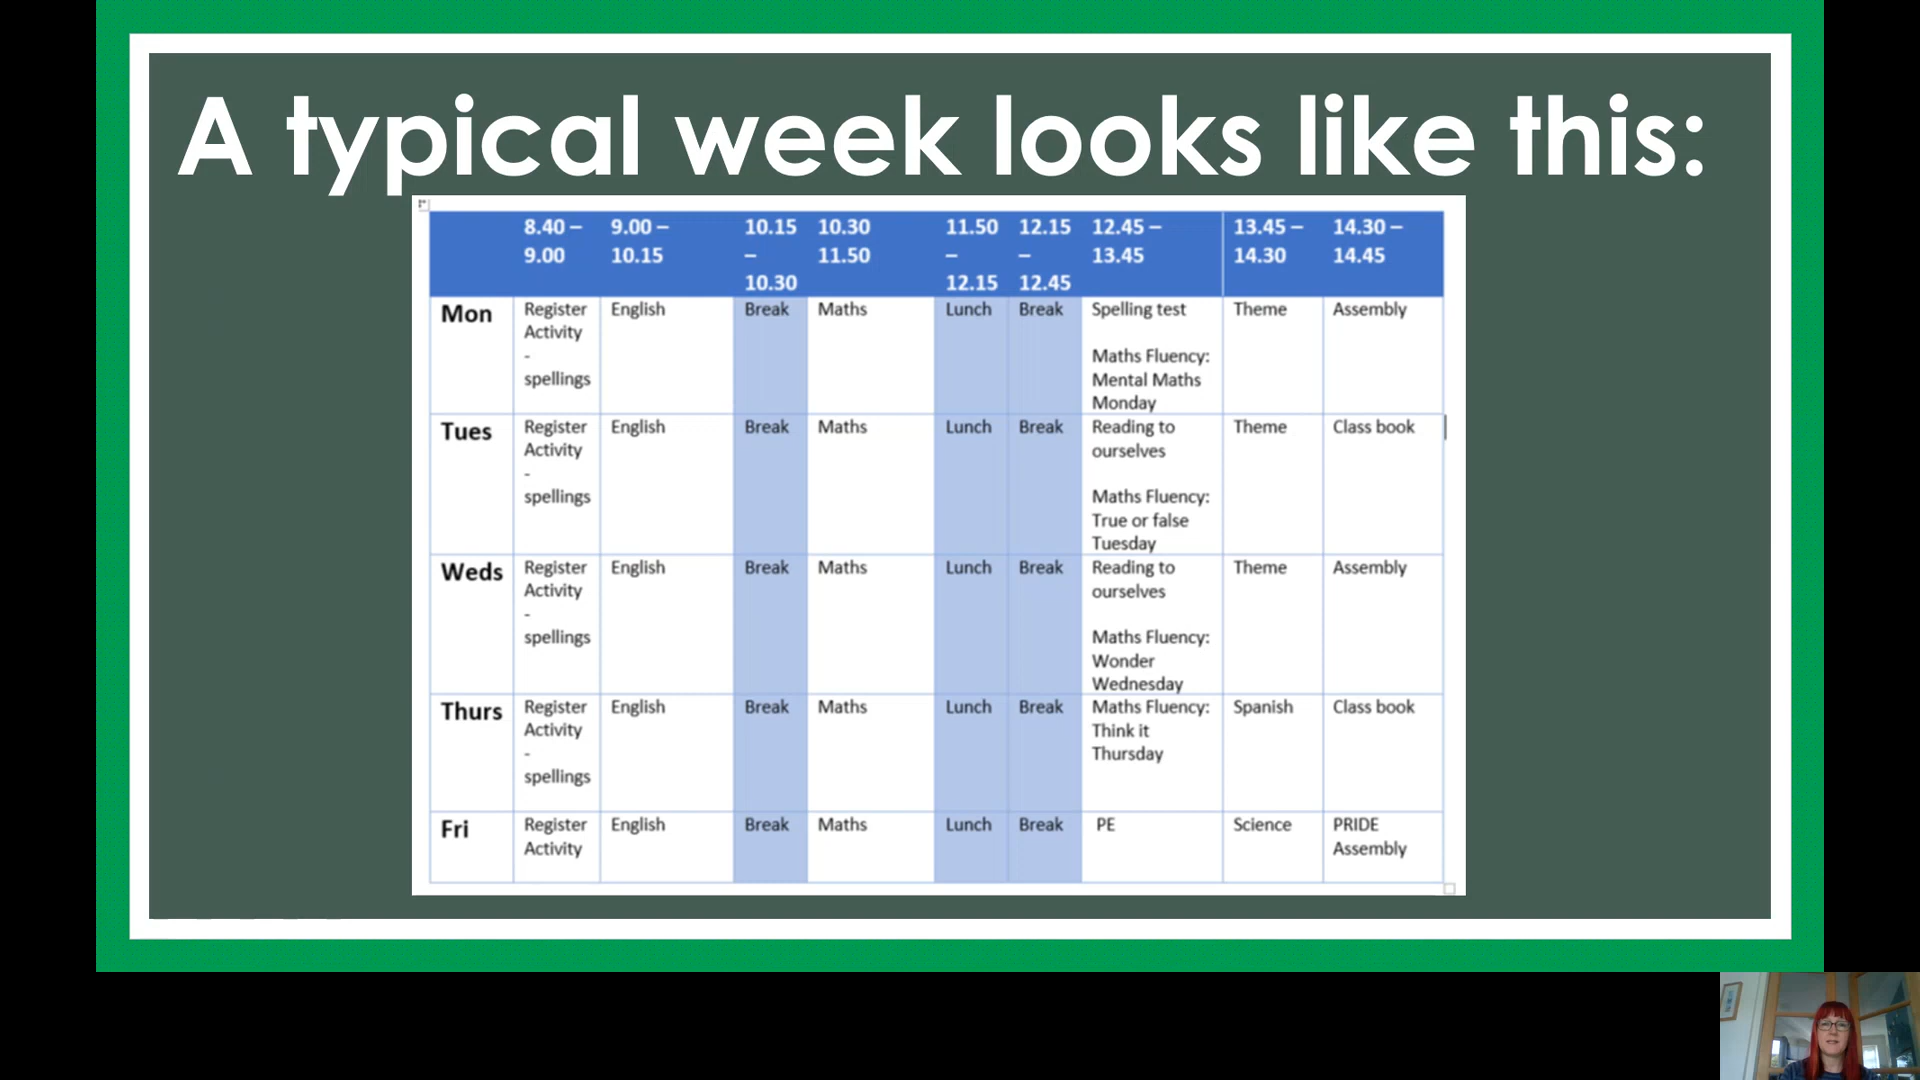 A typical week looks like this:
8.40 – 9.00 9.00 – 10.15 10.15 – 10.30 10.30 11.50 11.50 – 12.15 12.15 – 12.45 12.45 – 13.45 13.45 – 14.30 14.30 – 14.45
Mon Register Activity - spellings English Break Maths Lunch Break Spelling test Maths Fluency: Mental Maths Monday Theme Assembly
Tues Register Activity - spellings English Break Maths Lunch Break Reading to ourselves Maths Fluency: True or false Tuesday Theme Class book
Weds Register Activity - spellings English Break Maths Lunch Break Reading to ourselves Maths Fluency: Wonder Wednesday Theme Assembly
Thurs Register Activity - spellings English Break Maths Lunch Break Maths Fluency: Think it Thursday Spanish Class book
Fri Register Activity English Break Maths Lunch Break PE Science PRIDE Assembly